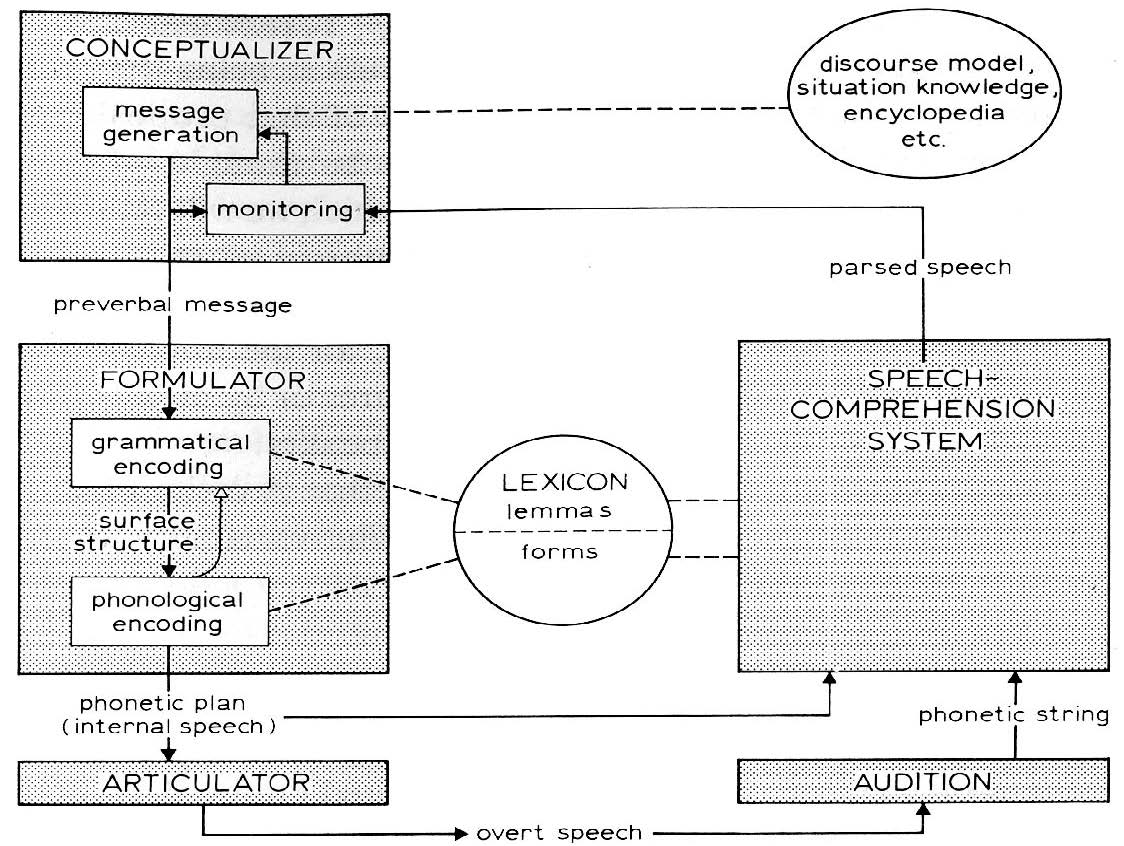 CONCEPTUALIZER
message
generation
monitoring
discourse model,
situation knowledge,
encyclopedia
etc.
parsed speech
preverbal message
FORMULATOR
grammatical
encoding
surface
structure
phonological
encoding
LEXICON
lemmas
forms
SPEECH-
COMPREHENSION
SYSTEM
phonetic plan
(internal speech)
phonetic string
ARTICULATOR
AUDITION
overt speech